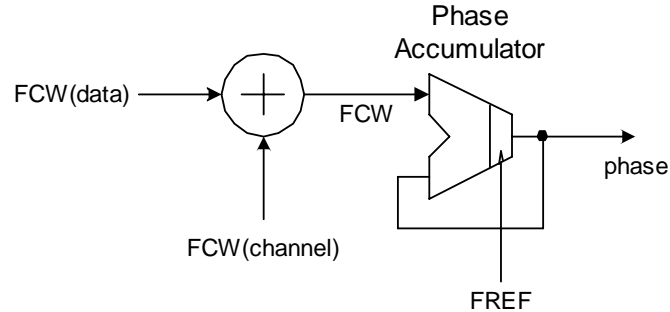 Phase
Accumulator
FCW(data)
FCW
phase
FCW(channel)
FREF